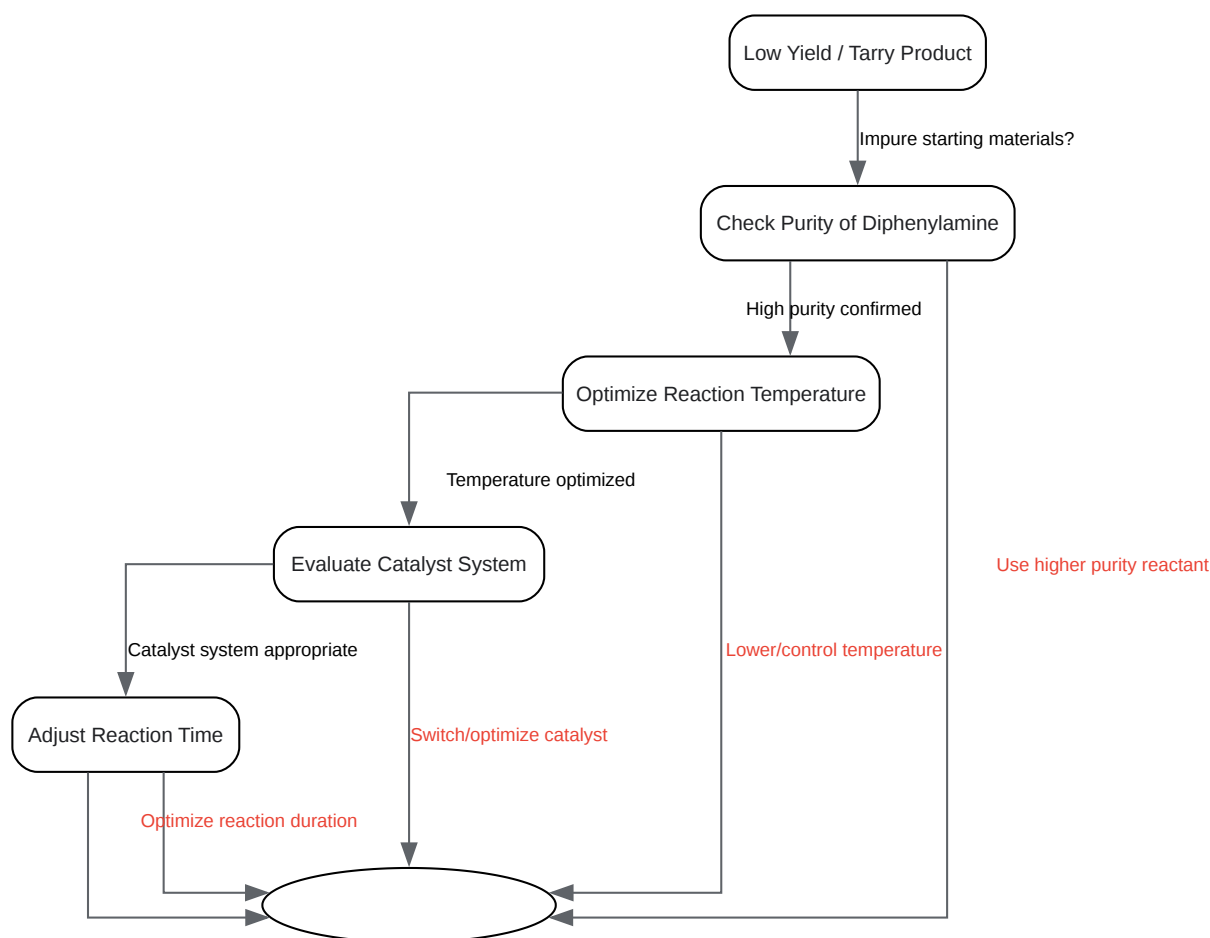 Low Yield / Tarry Product
Impure starting materials?
Check Purity of Diphenylamine
High purity confirmed
Optimize Reaction Temperature
Temperature optimized
Evaluate Catalyst System
Use higher purity reactant
Catalyst system appropriate
Lower/control temperature
Adjust Reaction Time
Switch/optimize catalyst
Optimize reaction duration